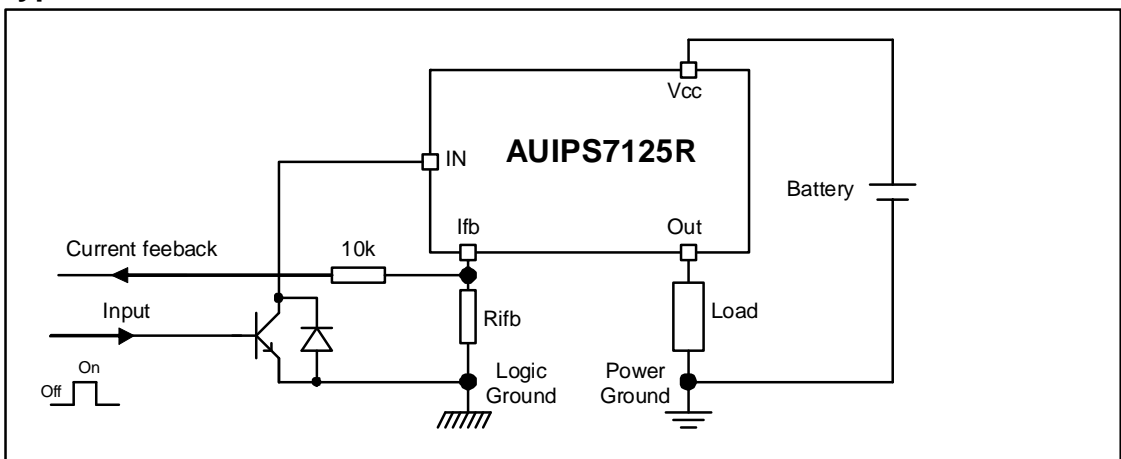 Vcc
IN
AUIPS7125R
Battery
Ifb
Out
Current feeback
10k
Input
Rifb
Load
On
Off
Logic
Ground
Power
Ground